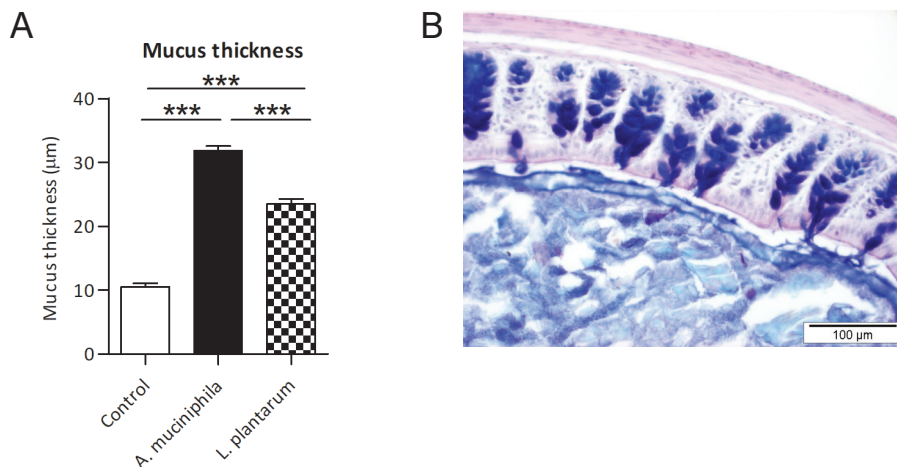 A
Mucus thickness
***
*** ***
Mucus thickness (µm)
40
30
20
10
0
Control
A. muciniphila
L. plantarum
B
100 µm